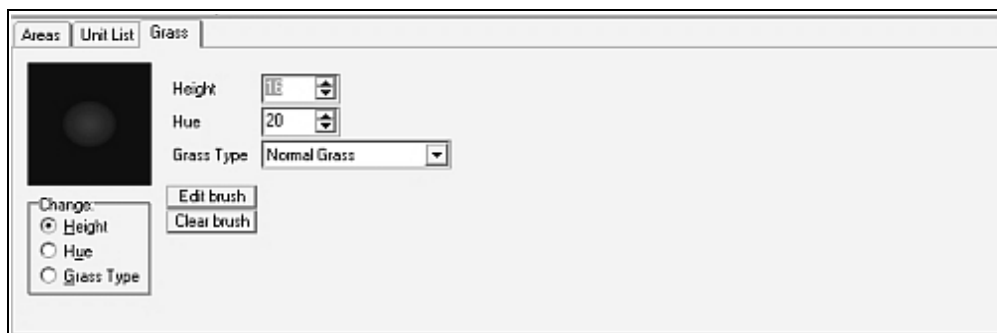 Areas Unit List Grass
Height 16
Hue 20
Grass Type Normal Grass
Edit brush
Clear brush
Change:
Height
Hue
Grass Type